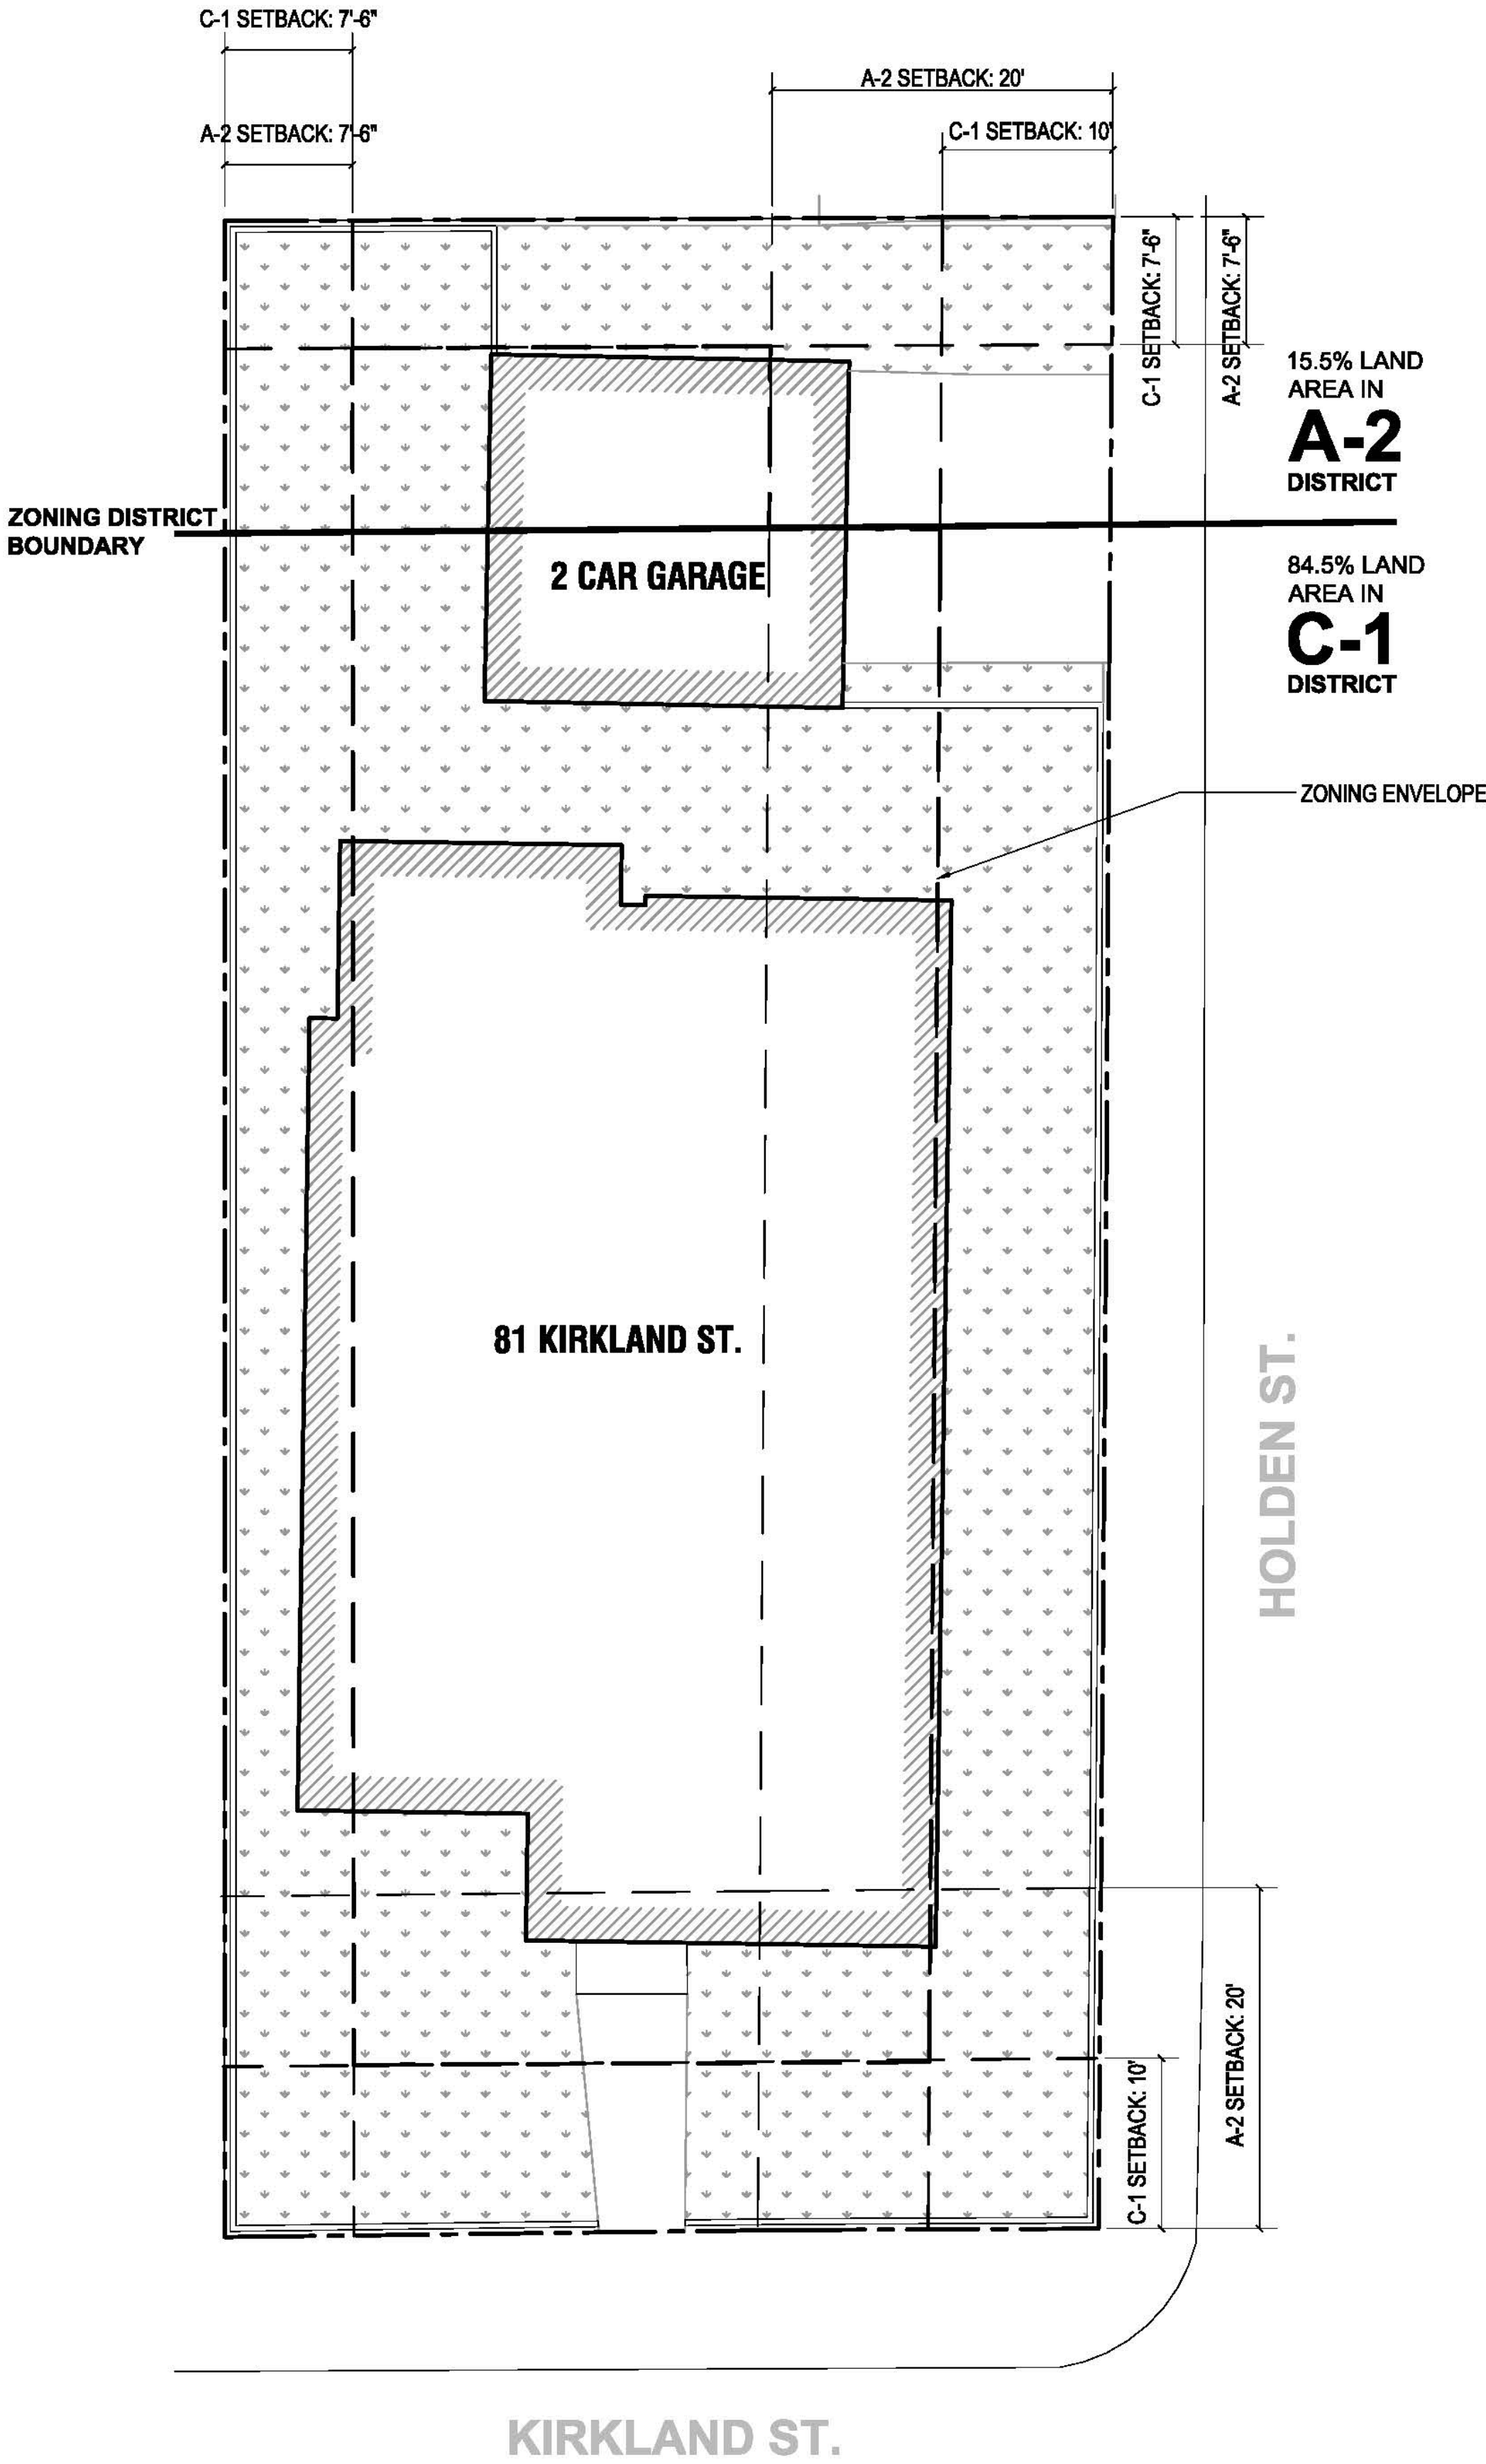 C-1 SETBACK: 7'-6"
A-2 SETBACK: 20'
A-2 SETBACK: 7'-6"
C-1 SETBACK: 10'
C-1 SETBACK: 7'-6"
A-2 SETBACK: 7'-6"
15.5% LAND
AREA IN
A-2
DISTRICT
ZONING DISTRICT
BOUNDARY
2 CAR GARAGE
84.5% LAND
AREA IN
C-1
DISTRICT
ZONING ENVELOPE
81 KIRKLAND ST.
HOLDEN ST.
A-2 SETBACK: 20'
C-1 SETBACK: 10'
KIRKLAND ST.